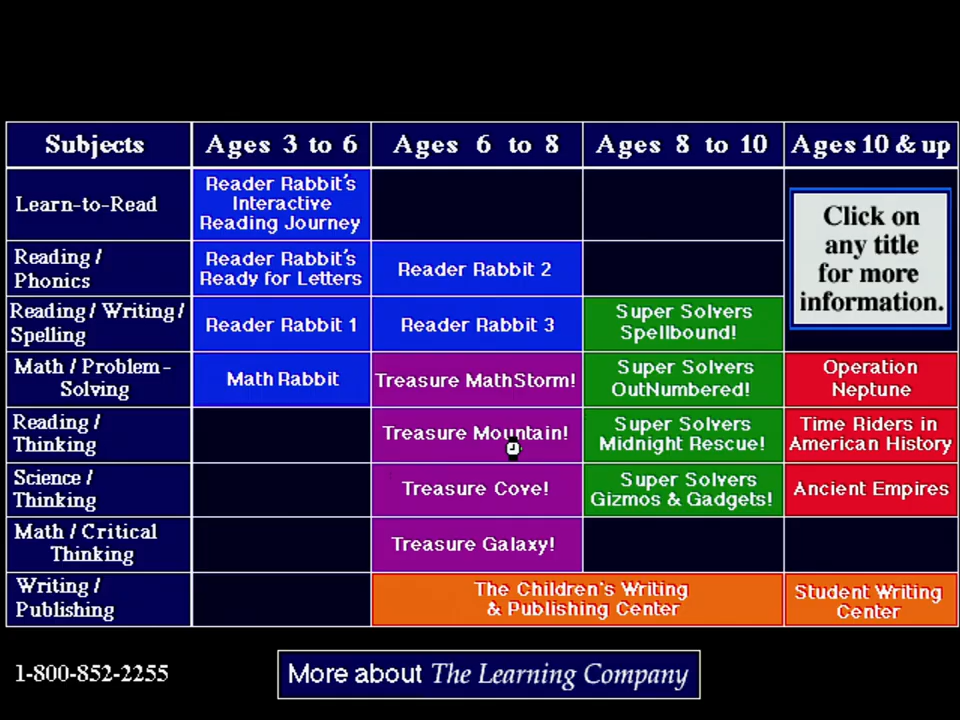 Subjects
Ages 3 to 6
Ages 6 to 8
Ages 8 to 10
Ages 10 & up
Learn-to-Read
Reader Rabbit's
Interactive
Reading Journey
Click on
any title
for more
information.
Reading /
Phonics
Reader Rabbit's
Ready for Letters
Reader Rabbit 2
Reading / Writing /
Spelling
Reader Rabbit 1
Reader Rabbit 3
Super Solvers
Spellbound!
Math / Problem-
Solving
Math Rabbit
Treasure MathStorm!
Super Solvers
OutNumbered!
Operation
Neptune
Reading /
Thinking
Treasure Mountain!
Super Solvers
Midnight Rescue!
Time Riders in
American History
Science /
Thinking
Treasure Cove!
Super Solvers
Gizmos & Gadgets!
Ancient Empires
Math / Critical
Thinking
Treasure Galaxy!
Writing /
Publishing
The Children's Writing
& Publishing Center
Student Writing
Center
1-800-852-2255
More about The Learning Company